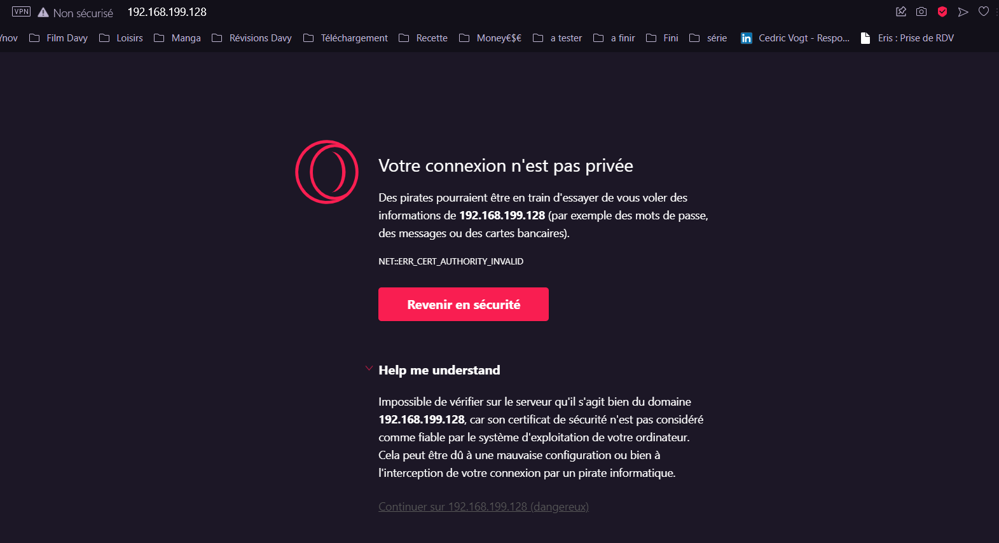 VPN Non sécurisé 192.168.199.128
Ynov Film Davy Loisirs Manga Révisions Davy Téléchargement Recette Money€$€ a tester a finir Fini série in Cedric Vogt - Respo... Eris : Prise de RDV
Votre connexion n'est pas privée
Des pirates pourraient être en train d'essayer de vous voler des
informations de 192.168.199.128 (par exemple des mots de passe,
des messages ou des cartes bancaires).
NET::ERR_CERT_AUTHORITY_INVALID
Revenir en sécurité
Help me understand
Impossible de vérifier sur le serveur qu'il s'agit bien du domaine
192.168.199.128, car son certificat de sécurité n'est pas considéré
comme fiable par le système d'exploitation de votre ordinateur.
Cela peut être dû à une mauvaise configuration ou bien à
l'interception de votre connexion par un pirate informatique.
Continuer sur 192.168.199.128 (dangereux)